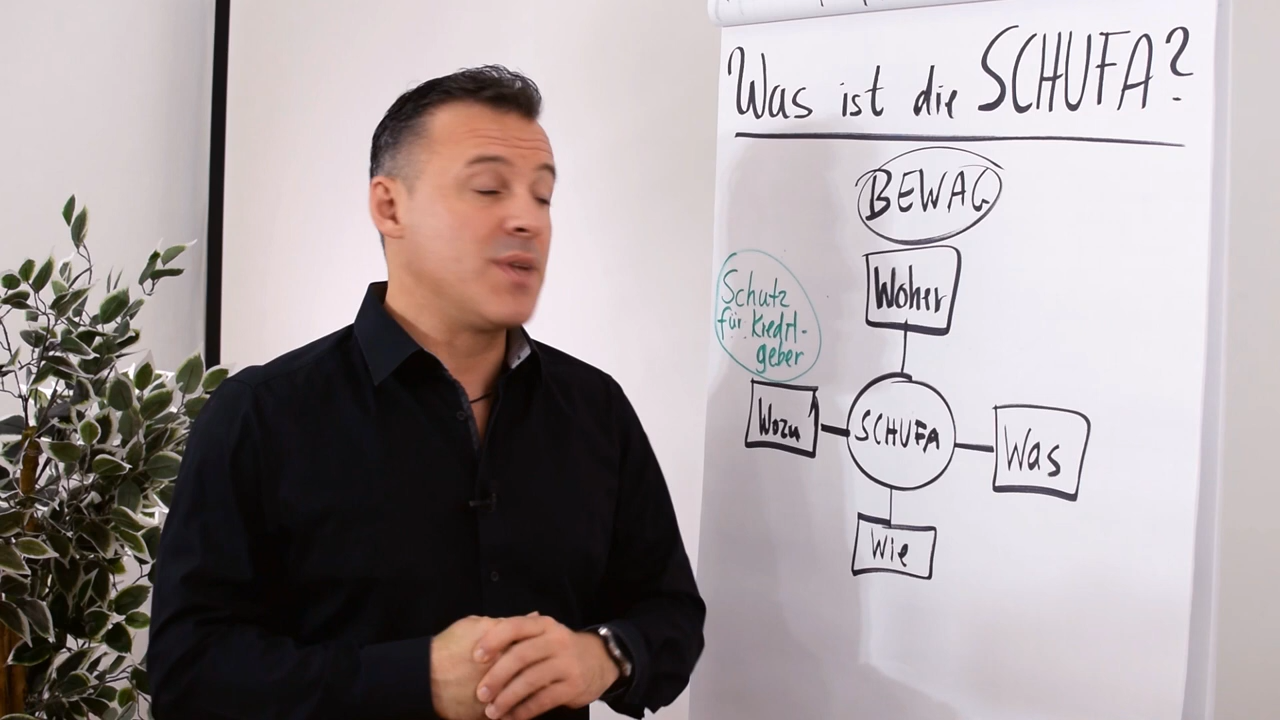 Was ist die SCHUFA?
BEWAG
Woher
Schutz
für Kredit-
geber
Wozu
SCHUFA
Was
Wie